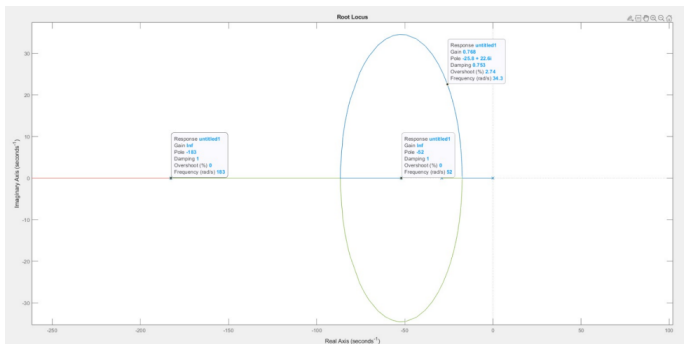 Root Locus
Response untitled1
Gain 0.788
Pole -25.8 + 22.6i
Damping 0.753
Overshoot (%) 2.74
Frequency (rad/s) 34.3
Response untitled1
Gain Inf
Pole -183
Damping 1
Overshoot (%) 0
Frequency (rad/s) 183
Response untitled1
Gain Inf
Pole -52
Damping 1
Overshoot (%) 0
Frequency (rad/s) 52
Imaginary Axis (seconds⁻¹)
30
20
10
0
-10
-20
-30
-250
-200
-150
-100
-50
0
50
100
Real Axis (seconds⁻¹)